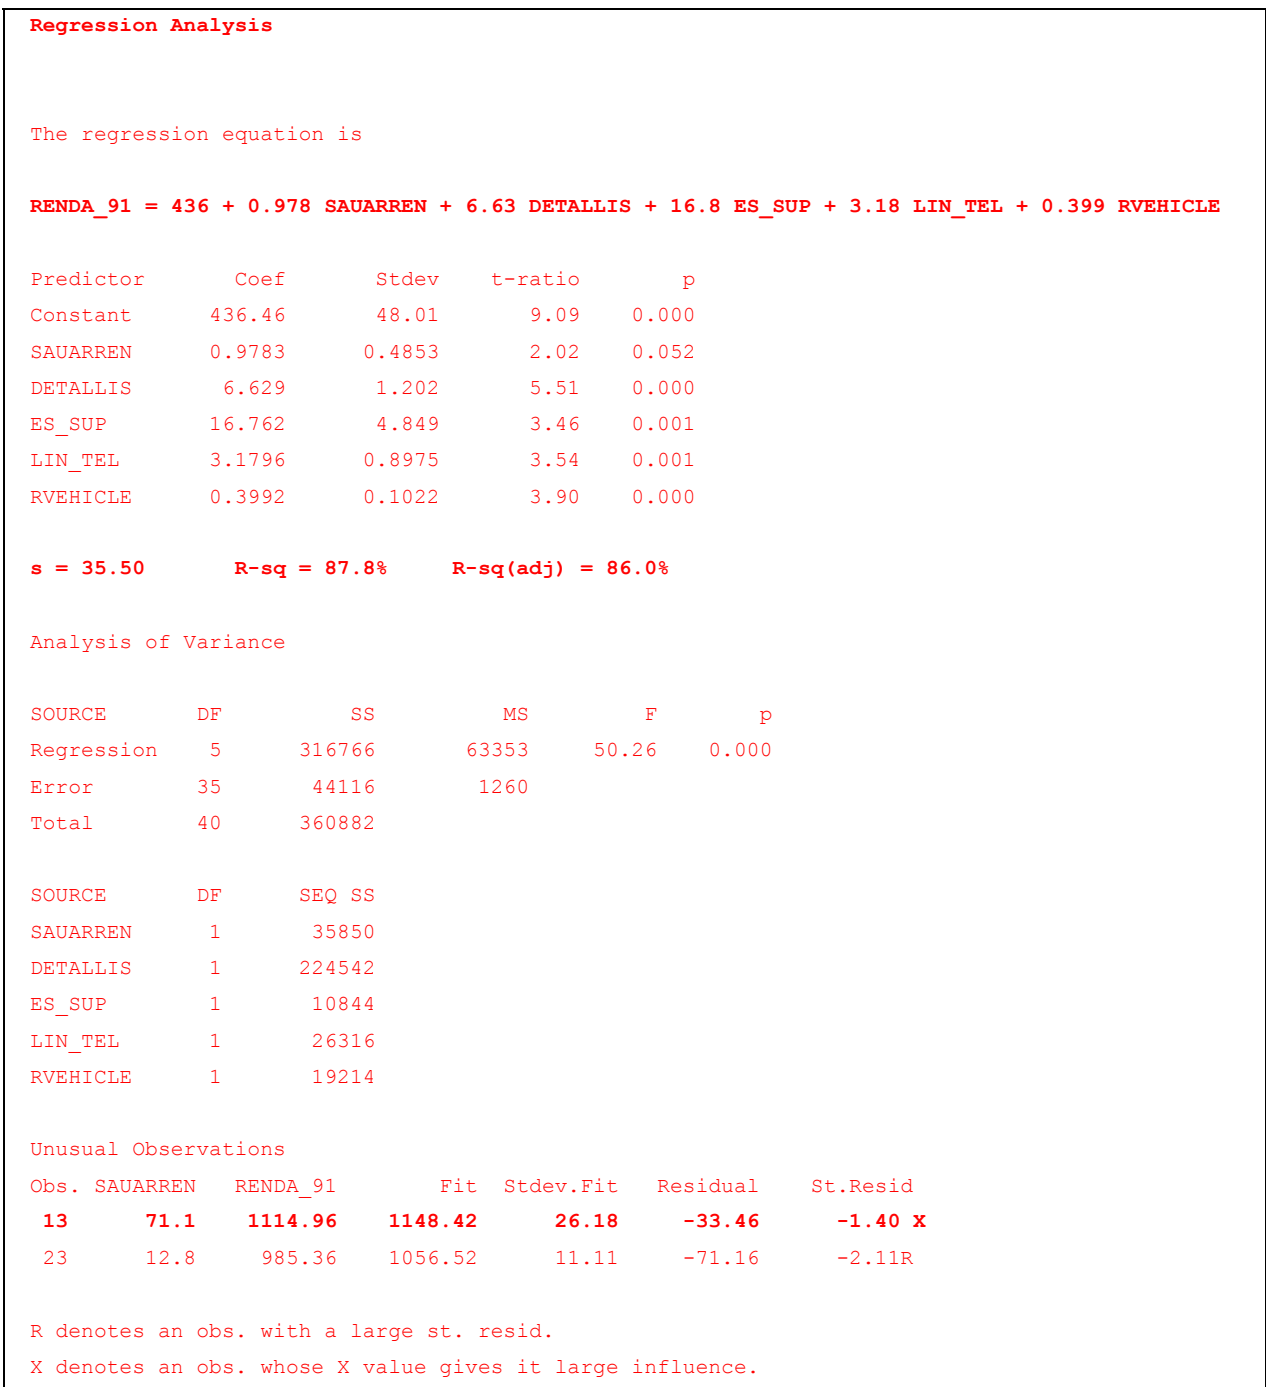 Regression Analysis
The regression equation is
RENDA_91 = 436 + 0.978 SAUARREN + 6.63 DETALLIS + 16.8 ES_SUP + 3.18 LIN_TEL + 0.399 RVEHICLE
Predictor Coef Stdev t-ratio p
Constant 436.46 48.01 9.09 0.000
SAUARREN 0.9783 0.4853 2.02 0.052
DETALLIS 6.629 1.202 5.51 0.000
ES_SUP 16.762 4.849 3.46 0.001
LIN_TEL 3.1796 0.8975 3.54 0.001
RVEHICLE 0.3992 0.1022 3.90 0.000
s = 35.50 R-sq = 87.8% R-sq(adj) = 86.0%
Analysis of Variance
SOURCE DF SS MS F p
Regression 5 316766 63353 50.26 0.000
Error 35 44116 1260
Total 40 360882
SOURCE DF SEQ SS
SAUARREN 1 35850
DETALLIS 1 224542
ES_SUP 1 10844
LIN_TEL 1 26316
RVEHICLE 1 19214
Unusual Observations
Obs. SAUARREN RENDA_91 Fit Stdev.Fit Residual St.Resid
13 71.1 1114.96 1148.42 26.18 -33.46 -1.40 X
23 12.8 985.36 1056.52 11.11 -71.16 -2.11R
R denotes an obs. with a large st. resid.
X denotes an obs. whose X value gives it large influence.